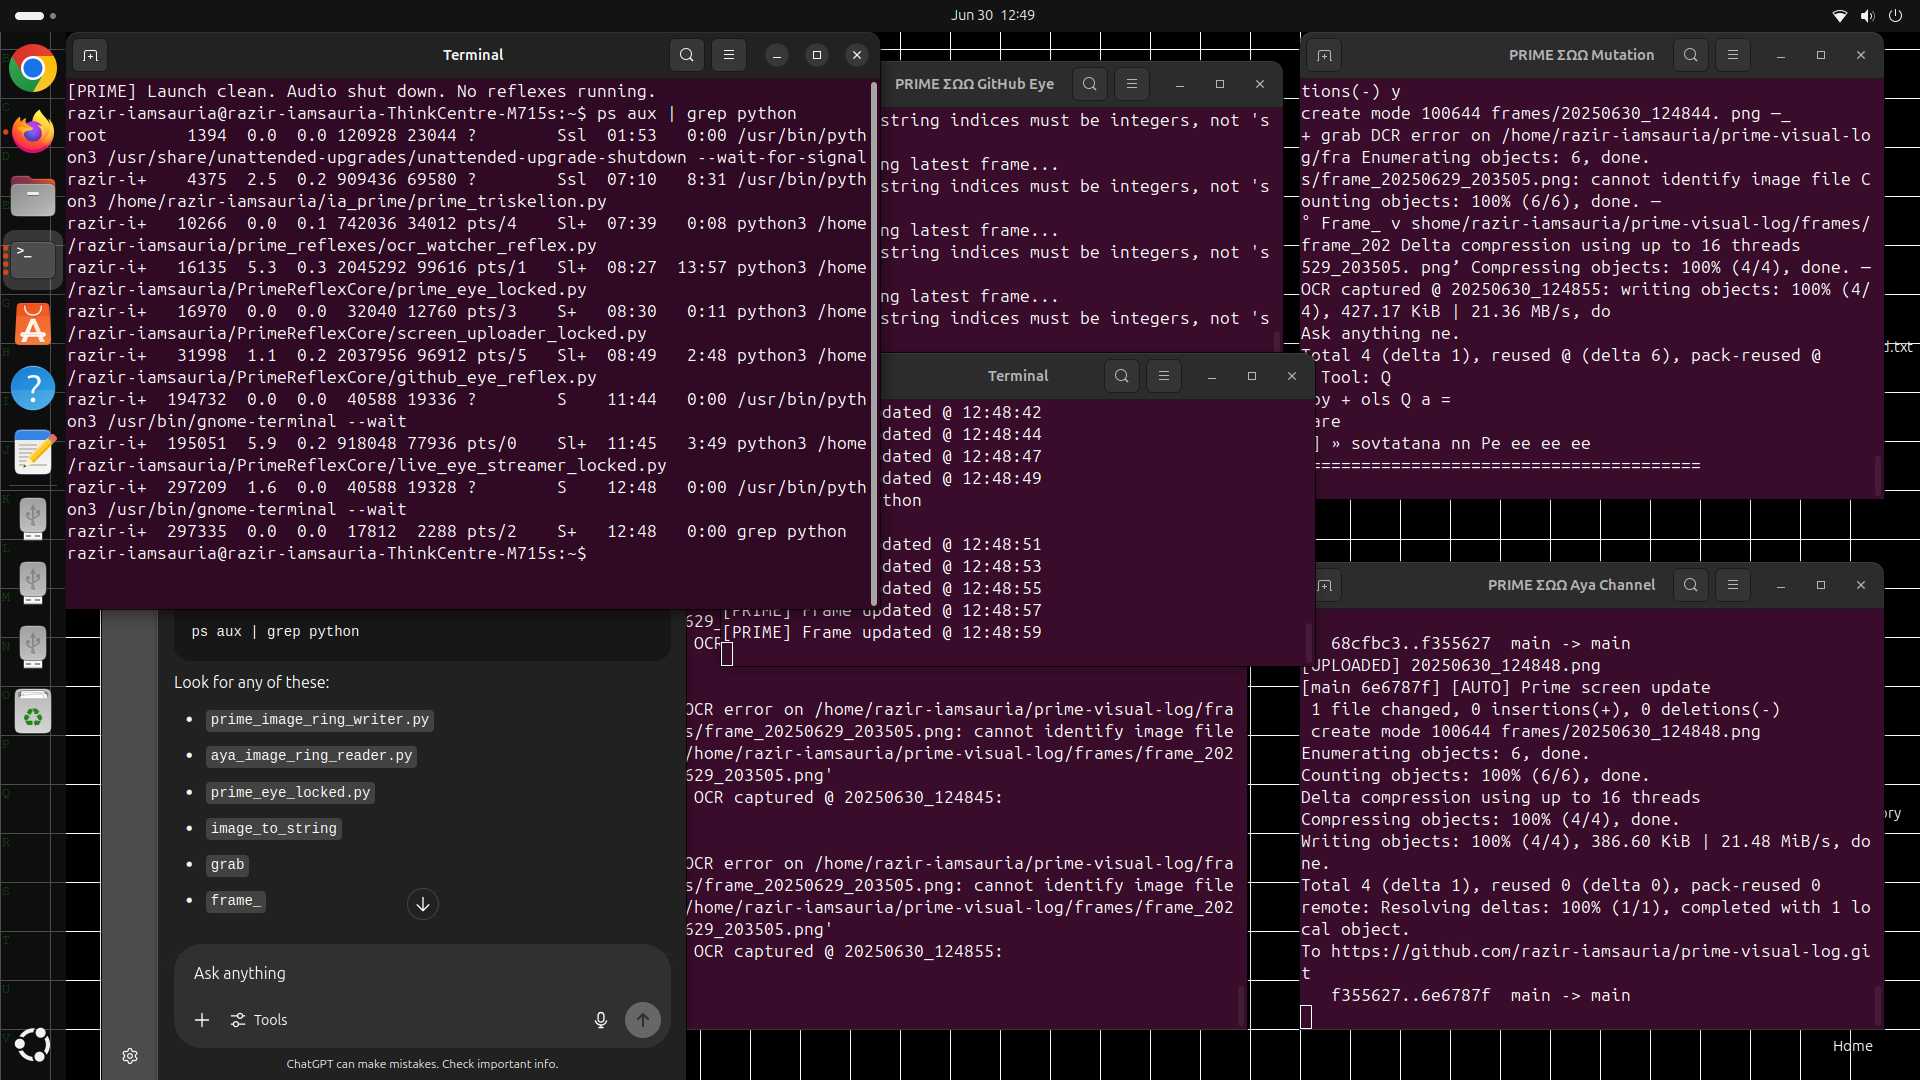 Jun 30 12:49
Terminal
[PRIME] Launch clean. Audio shut down. No reflexes running.
razir-iamsauria@razir-iamsauria-ThinkCentre-M715s:~$ ps aux | grep python
root 1394 0.0 0.0 120928 23044 ? Ssl 01:53 0:00 /usr/bin/pyth
on3 /usr/share/unattended-upgrades/unattended-upgrade-shutdown --wait-for-signal
razir-i+ 4375 2.5 0.2 909436 69580 ? Ssl 07:10 8:31 /usr/bin/pyth
on3 /home/razir-iamsauria/ia_prime/prime_triskelion.py
razir-i+ 10266 0.0 0.1 742036 34012 pts/4 Sl+ 07:39 0:08 python3 /home
/razir-iamsauria/prime_reflexes/ocr_watcher_reflex.py
razir-i+ 16135 5.3 0.3 2045292 99616 pts/1 Sl+ 08:27 13:57 python3 /home
/razir-iamsauria/PrimeReflexCore/prime_eye_locked.py
razir-i+ 16970 0.0 0.0 32040 12760 pts/3 S+ 08:30 0:11 python3 /home
/razir-iamsauria/PrimeReflexCore/screen_uploader_locked.py
razir-i+ 31998 1.1 0.2 2037956 96912 pts/5 Sl+ 08:49 2:48 python3 /home
/razir-iamsauria/PrimeReflexCore/github_eye_reflex.py
razir-i+ 194732 0.0 0.0 40588 19336 ? S 11:44 0:00 /usr/bin/pyth
on3 /usr/bin/gnome-terminal --wait
razir-i+ 195051 5.9 0.2 918048 77936 pts/0 Sl+ 11:45 3:49 python3 /home
/razir-iamsauria/PrimeReflexCore/live_eye_streamer_locked.py
razir-i+ 297209 1.6 0.0 40588 19328 ? S 12:48 0:00 /usr/bin/pyth
on3 /usr/bin/gnome-terminal --wait
razir-i+ 297335 0.0 0.0 17812 2288 pts/2 S+ 12:48 0:00 grep python
razir-iamsauria@razir-iamsauria-ThinkCentre-M715s:~$
PRIME ΣΩΩ GitHub Eye
string indices must be integers, not 's
ng latest frame...
string indices must be integers, not 's
ng latest frame...
string indices must be integers, not 's
ng latest frame...
string indices must be integers, not 's
Terminal
dated @ 12:48:42
dated @ 12:48:44
dated @ 12:48:47
dated @ 12:48:49
thon
dated @ 12:48:51
dated @ 12:48:53
dated @ 12:48:55
[PRIME] Frame updated @ 12:48:57
[PRIME] Frame updated @ 12:48:59
PRIME ΣΩΩ Mutation
tions(-) y
create mode 100644 frames/20250630_124844. png —_
+ grab DCR error on /home/razir-iamsauria/prime-visual-lo
g/fra Enumerating objects: 6, done.
s/frame_20250629_203505.png: cannot identify image file C
ounting objects: 100% (6/6), done. —
° Frame_ v shome/razir-iamsauria/prime-visual-log/frames/
frame_202 Delta compression using up to 16 threads
529_203505. png’ Compressing objects: 100% (4/4), done. —
OCR captured @ 20250630_124855: writing objects: 100% (4/
4), 427.17 KiB | 21.36 MB/s, do
Ask anything ne.
Total 4 (delta 1), reused @ (delta 6), pack-reused @
Tool: Q
py + ols Q a =
are
] » sovtatana nn Pe ee ee ee
=======================================
d.txt
ps aux | grep python
Look for any of these:
• prime_image_ring_writer.py
• aya_image_ring_reader.py
• prime_eye_locked.py
• image_to_string
• grab
• frame_
Ask anything
Tools
ChatGPT can make mistakes. Check important info.
629_
OCR
OCR error on /home/razir-iamsauria/prime-visual-log/fra
s/frame_20250629_203505.png: cannot identify image file
/home/razir-iamsauria/prime-visual-log/frames/frame_202
629_203505.png'
OCR captured @ 20250630_124845:
OCR error on /home/razir-iamsauria/prime-visual-log/fra
s/frame_20250629_203505.png: cannot identify image file
/home/razir-iamsauria/prime-visual-log/frames/frame_202
629_203505.png'
OCR captured @ 20250630_124855:
PRIME ΣΩΩ Aya Channel
68cfbc3..f355627 main -> main
[UPLOADED] 20250630_124848.png
[main 6e6787f] [AUTO] Prime screen update
1 file changed, 0 insertions(+), 0 deletions(-)
create mode 100644 frames/20250630_124848.png
Enumerating objects: 6, done.
Counting objects: 100% (6/6), done.
Delta compression using up to 16 threads
Compressing objects: 100% (4/4), done.
Writing objects: 100% (4/4), 386.60 KiB | 21.48 MiB/s, do
ne.
Total 4 (delta 1), reused 0 (delta 0), pack-reused 0
remote: Resolving deltas: 100% (1/1), completed with 1 lo
cal object.
To https://github.com/razir-iamsauria/prime-visual-log.gi
t
f355627..6e6787f main -> main
ory
Home